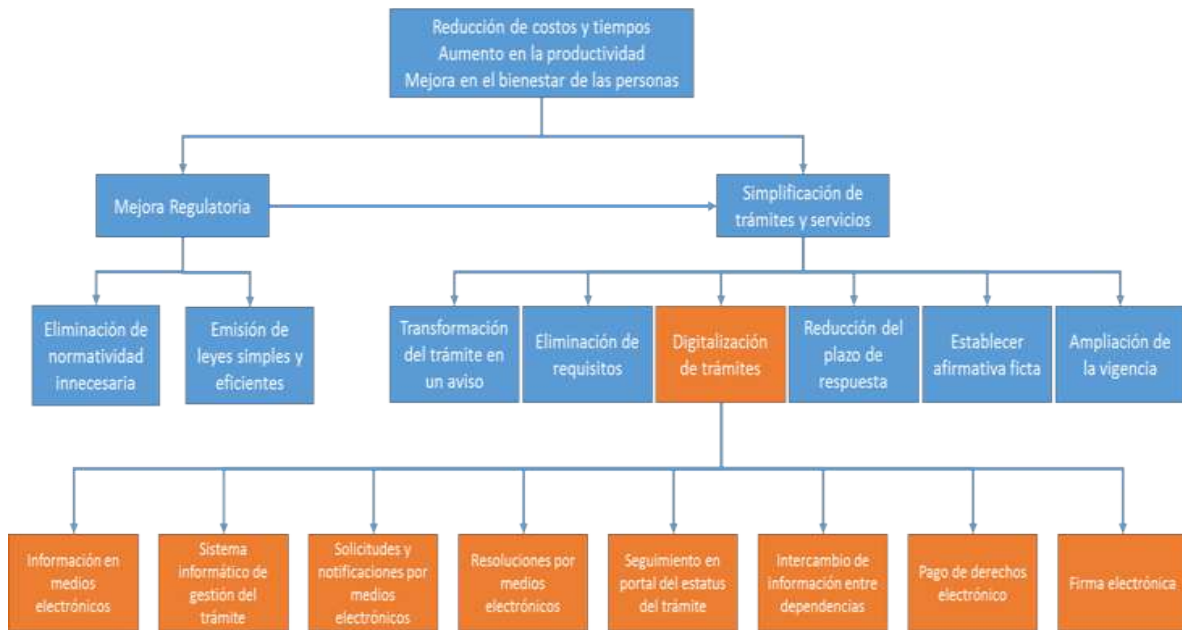 Reducción de costos y tiempos
Aumento en la productividad
Mejora en el bienestar de las personas
Mejora Regulatoria
Simplificación de
trámites y servicios
Eliminación de
normatividad
innecesaria
Emisión de
leyes simples y
eficientes
Transformación
del trámite en
un aviso
Eliminación de
requisitos
Digitalización
de trámites
Reducción del
plazo de
respuesta
Establecer
afirmativa ficta
Ampliación de
la vigencia
Información en
medios
electrónicos
Sistema
informático de
gestión del
trámite
Solicitudes y
notificaciones por
medios
electrónicos
Resoluciones por
medios
electrónicos
Seguimiento en
portal del estatus
del trámite
Intercambio de
información entre
dependencias
Pago de derechos
electrónico
Firma electrónica